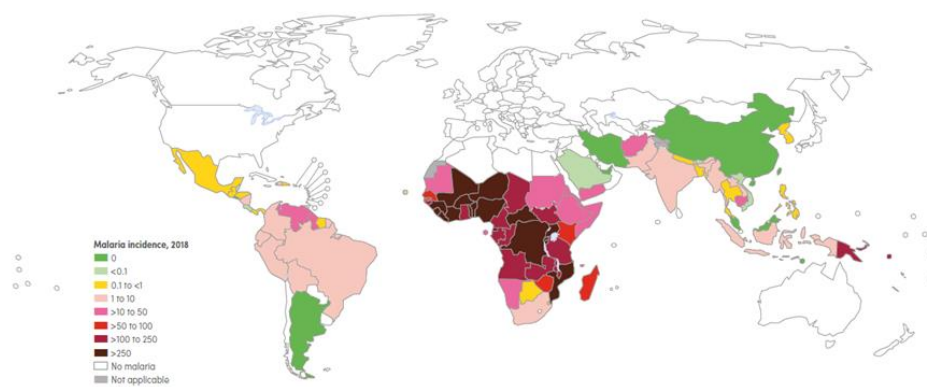 Malaria incidence, 2018
0
<0.1
0.1 to <1
1 to 10
>10 to 50
>50 to 100
>100 to 250
>250
No malaria
Not applicable